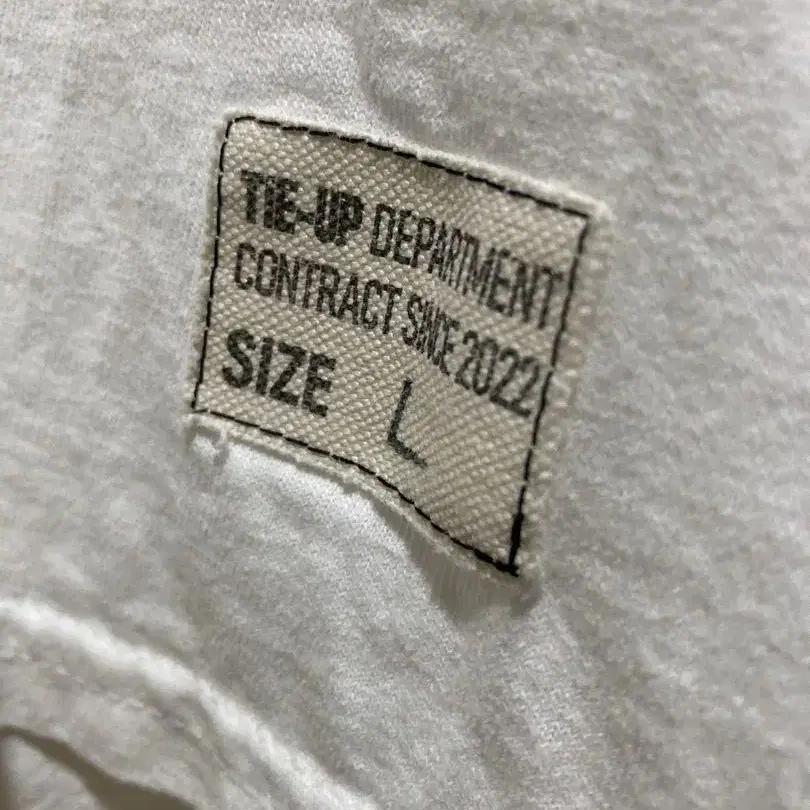 TIE-UP DEPARTMENT
CONTRACT SINCE 2022
SIZE L